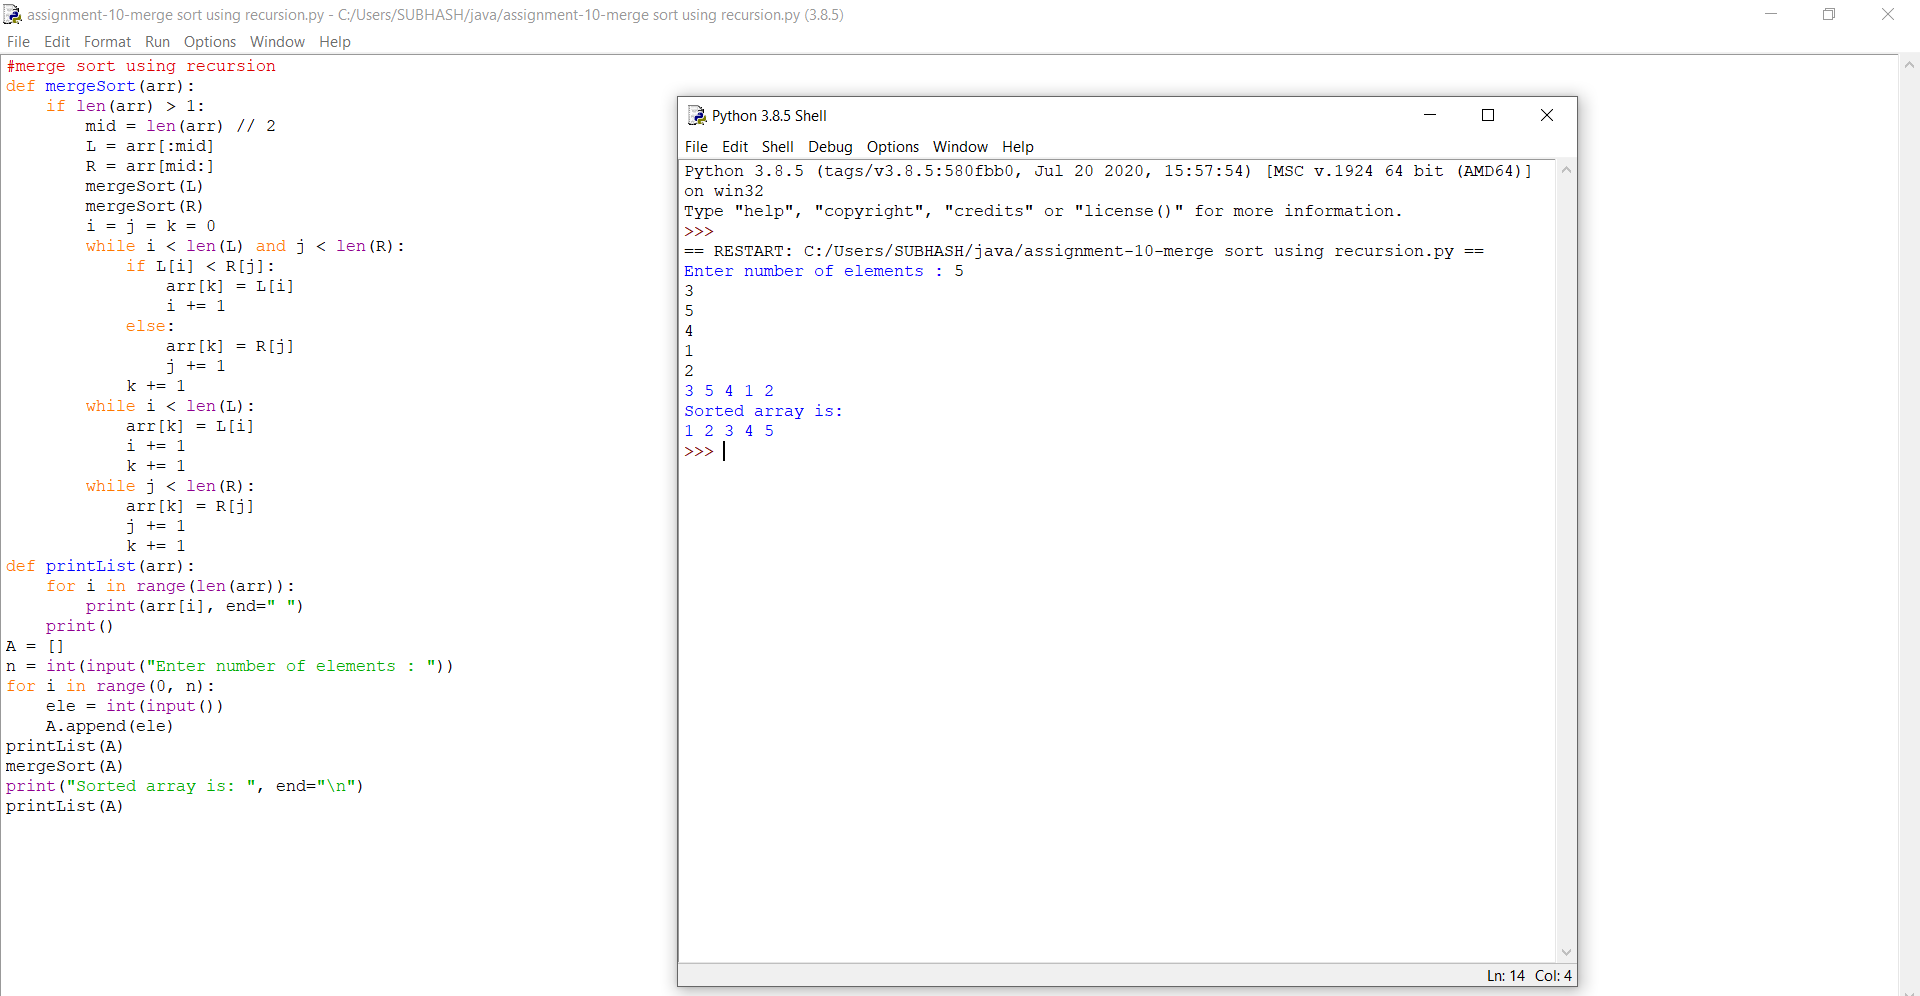 assignment-10-merge sort using recursion.py - C:/Users/SUBHASH/java/assignment-10-merge sort using recursion.py (3.8.5)
File Edit Format Run Options Window Help
#merge sort using recursion
def mergeSort(arr):
    if len(arr) > 1:
        mid = len(arr) // 2
        L = arr[:mid]
        R = arr[mid:]
        mergeSort(L)
        mergeSort(R)
        i = j = k = 0
        while i < len(L) and j < len(R):
            if L[i] < R[j]:
                arr[k] = L[i]
                i += 1
            else:
                arr[k] = R[j]
                j += 1
            k += 1
        while i < len(L):
            arr[k] = L[i]
            i += 1
            k += 1
        while j < len(R):
            arr[k] = R[j]
            j += 1
            k += 1
def printList(arr):
    for i in range(len(arr)):
        print(arr[i], end=" ")
    print()
A = []
n = int(input("Enter number of elements : "))
for i in range(0, n):
    ele = int(input())
    A.append(ele)
printList(A)
mergeSort(A)
print("Sorted array is: ", end="\n")
printList(A)
Python 3.8.5 Shell
File Edit Shell Debug Options Window Help
Python 3.8.5 (tags/v3.8.5:580fbb0, Jul 20 2020, 15:57:54) [MSC v.1924 64 bit (AMD64)]
on win32
Type "help", "copyright", "credits" or "license()" for more information.
>>>
== RESTART: C:/Users/SUBHASH/java/assignment-10-merge sort using recursion.py ==
Enter number of elements : 5
3
5
4
1
2
3 5 4 1 2
Sorted array is:
1 2 3 4 5
>>>
Ln: 14 Col: 4